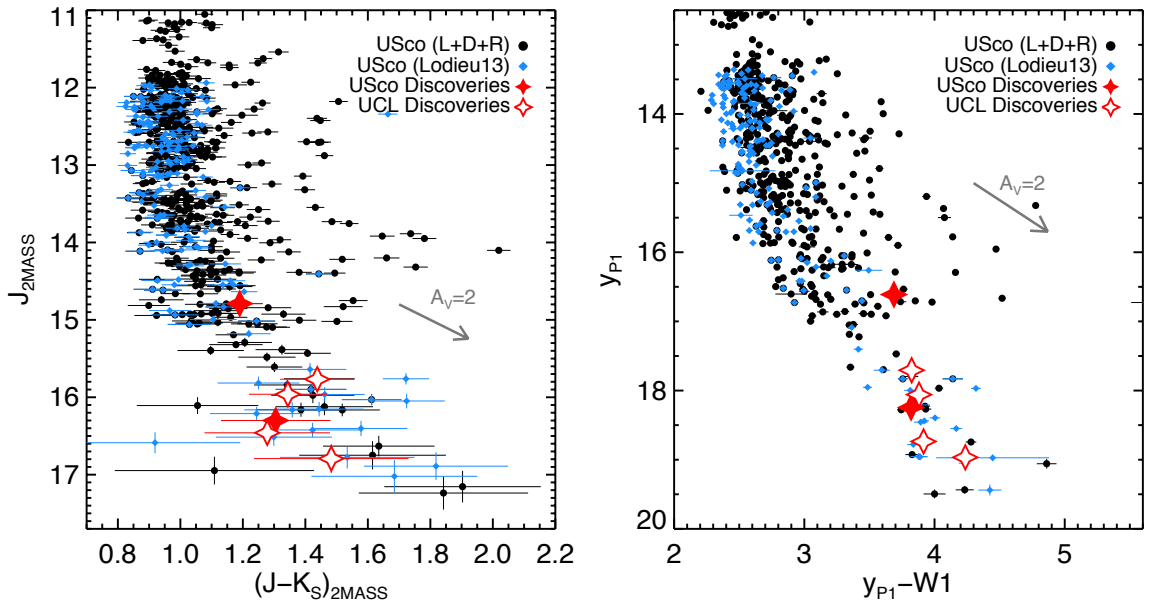 USco (L+D+R)
USco (Lodieu13)
USco Discoveries
UCL Discoveries
A_V=2
11
12
13
14
15
16
17
J_2MASS
0.8 1.0 1.2 1.4 1.6 1.8 2.0 2.2
(J−K_S)_2MASS
USco (L+D+R)
USco (Lodieu13)
USco Discoveries
UCL Discoveries
A_V=2
14
16
18
20
y_P1
2 3 4 5
y_P1−W1